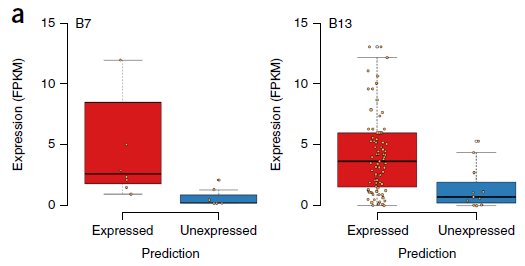 a
B7
15
10
5
0
Expression (FPKM)
Expressed
Unexpressed
Prediction
B13
15
10
5
0
Expression (FPKM)
Expressed
Unexpressed
Prediction